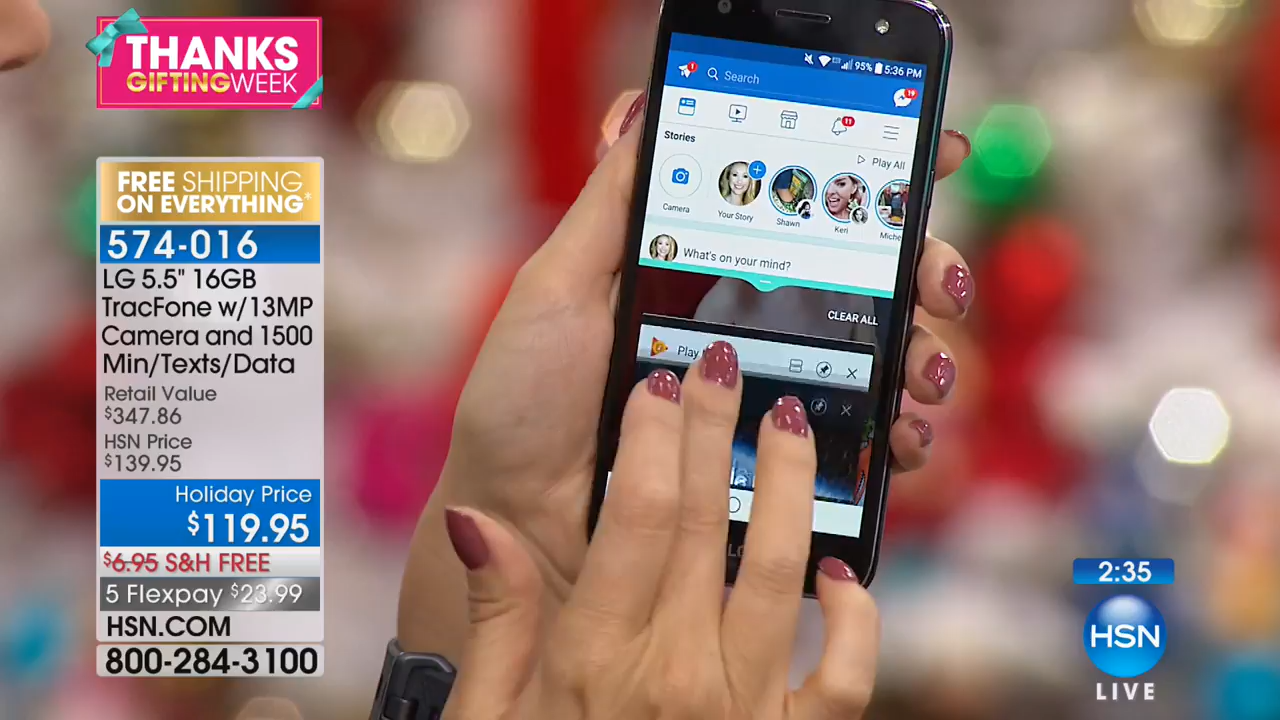 THANKS
GIFTINGWEEK
FREE SHIPPING
ON EVERYTHING*
574-016
LG 5.5" 16GB
TracFone w/13MP
Camera and 1500
Min/Texts/Data
Retail Value
$347.86
HSN Price
$139.95
Holiday Price
$119.95
$6.95 S&H FREE
5 Flexpay $23.99
HSN.COM
800-284-3100
95% 5:36 PM
1
Search
19
11
Stories
Play All
Camera
Your Story
Shawn
Keri
Miche
What's on your mind?
CLEAR ALL
Play
2:35
HSN
LIVE